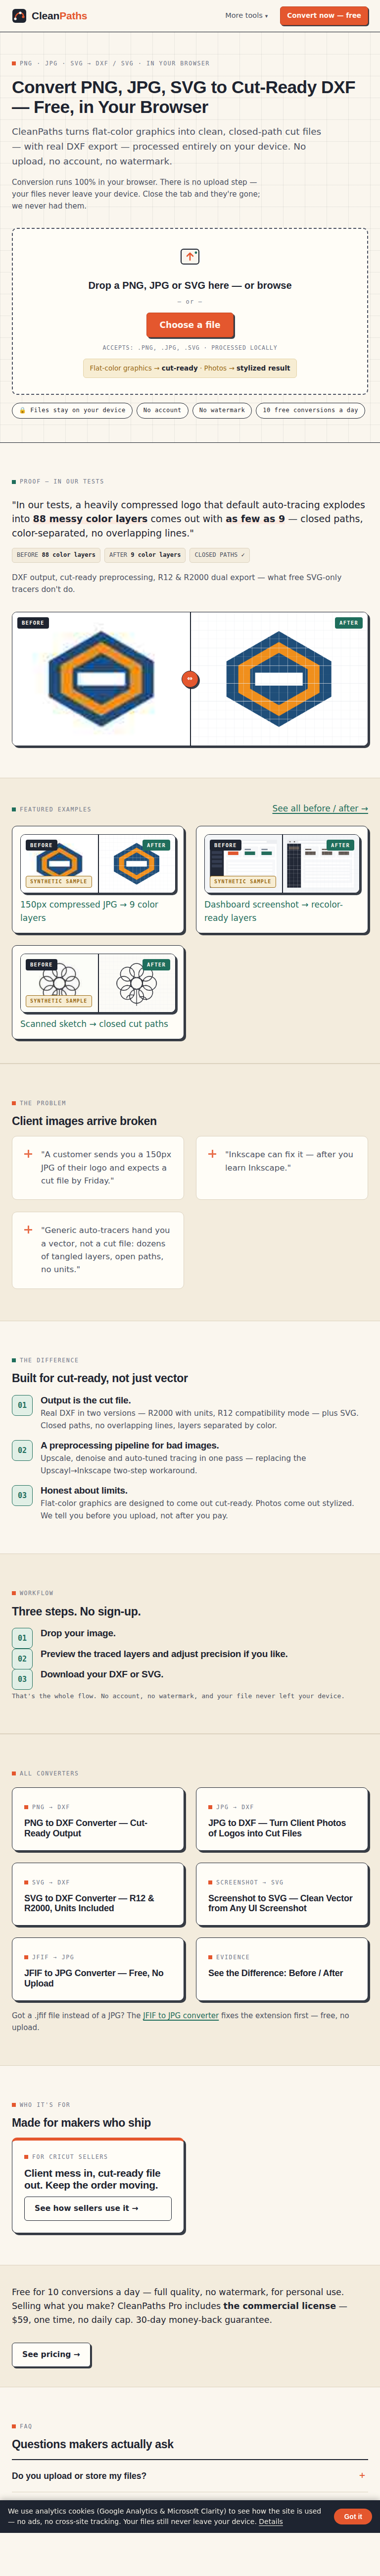 CleanPaths
More tools ▾
Convert now — free
PNG · JPG · SVG → DXF / SVG · IN YOUR BROWSER
Convert PNG, JPG, SVG to Cut-Ready DXF
— Free, in Your Browser
CleanPaths turns flat-color graphics into clean, closed-path cut files
— with real DXF export — processed entirely on your device. No
upload, no account, no watermark.
Conversion runs 100% in your browser. There is no upload step —
your files never leave your device. Close the tab and they're gone;
we never had them.
Drop a PNG, JPG or SVG here — or browse
— or —
Choose a file
ACCEPTS: .PNG, .JPG, .SVG · PROCESSED LOCALLY
Flat-color graphics → cut-ready · Photos → stylized result
🔒 Files stay on your device
No account
No watermark
10 free conversions a day
PROOF — IN OUR TESTS
"In our tests, a heavily compressed logo that default auto-tracing explodes
into 88 messy color layers comes out with as few as 9 — closed paths,
color-separated, no overlapping lines."
BEFORE 88 color layers
AFTER 9 color layers
CLOSED PATHS ✓
DXF output, cut-ready preprocessing, R12 & R2000 dual export — what free SVG-only
tracers don't do.
BEFORE
AFTER
FEATURED EXAMPLES
See all before / after →
BEFORE
AFTER
SYNTHETIC SAMPLE
150px compressed JPG → 9 color
layers
BEFORE
AFTER
SYNTHETIC SAMPLE
Dashboard screenshot → recolor-
ready layers
BEFORE
AFTER
SYNTHETIC SAMPLE
Scanned sketch → closed cut paths
THE PROBLEM
Client images arrive broken
"A customer sends you a 150px
JPG of their logo and expects a
cut file by Friday."
"Inkscape can fix it — after you
learn Inkscape."
"Generic auto-tracers hand you
a vector, not a cut file: dozens
of tangled layers, open paths,
no units."
THE DIFFERENCE
Built for cut-ready, not just vector
01
Output is the cut file.
Real DXF in two versions — R2000 with units, R12 compatibility mode — plus SVG.
Closed paths, no overlapping lines, layers separated by color.
02
A preprocessing pipeline for bad images.
Upscale, denoise and auto-tuned tracing in one pass — replacing the
Upscayl→Inkscape two-step workaround.
03
Honest about limits.
Flat-color graphics are designed to come out cut-ready. Photos come out stylized.
We tell you before you upload, not after you pay.
WORKFLOW
Three steps. No sign-up.
01
Drop your image.
02
Preview the traced layers and adjust precision if you like.
03
Download your DXF or SVG.
That's the whole flow. No account, no watermark, and your file never left your device.
ALL CONVERTERS
PNG → DXF
PNG to DXF Converter — Cut-
Ready Output
JPG → DXF
JPG to DXF — Turn Client Photos
of Logos into Cut Files
SVG → DXF
SVG to DXF Converter — R12 &
R2000, Units Included
SCREENSHOT → SVG
Screenshot to SVG — Clean Vector
from Any UI Screenshot
JFIF → JPG
JFIF to JPG Converter — Free, No
Upload
EVIDENCE
See the Difference: Before / After
Got a .jfif file instead of a JPG? The JFIF to JPG converter fixes the extension first — free, no
upload.
WHO IT'S FOR
Made for makers who ship
FOR CRICUT SELLERS
Client mess in, cut-ready file
out. Keep the order moving.
See how sellers use it →
Free for 10 conversions a day — full quality, no watermark, for personal use.
Selling what you make? CleanPaths Pro includes the commercial license —
$59, one time, no daily cap. 30-day money-back guarantee.
See pricing →
FAQ
Questions makers actually ask
Do you upload or store my files?
+
We use analytics cookies (Google Analytics & Microsoft Clarity) to see how the site is used
— no ads, no cross-site tracking. Your files still never leave your device. Details
Got it